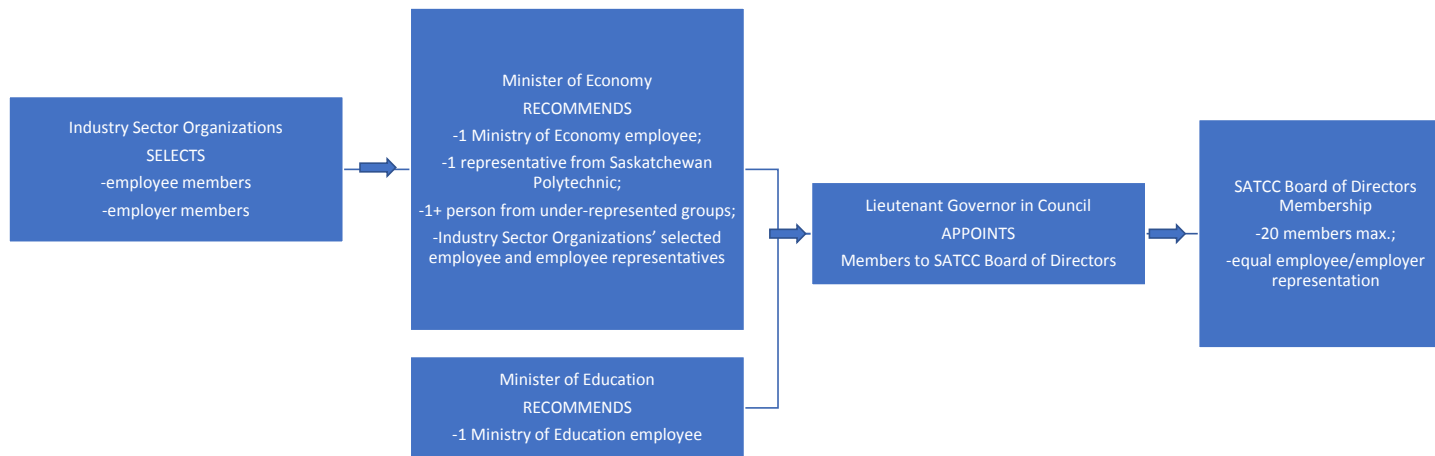 Industry Sector Organizations
SELECTS
-employee members
-employer members
Minister of Economy
RECOMMENDS
-1 Ministry of Economy employee;
-1 representative from Saskatchewan
Polytechnic;
-1+ person from under-represented groups;
-Industry Sector Organizations’ selected
employee and employee representatives
Minister of Education
RECOMMENDS
-1 Ministry of Education employee
Lieutenant Governor in Council
APPOINTS
Members to SATCC Board of Directors
SATCC Board of Directors
Membership
-20 members max.;
-equal employee/employer
representation